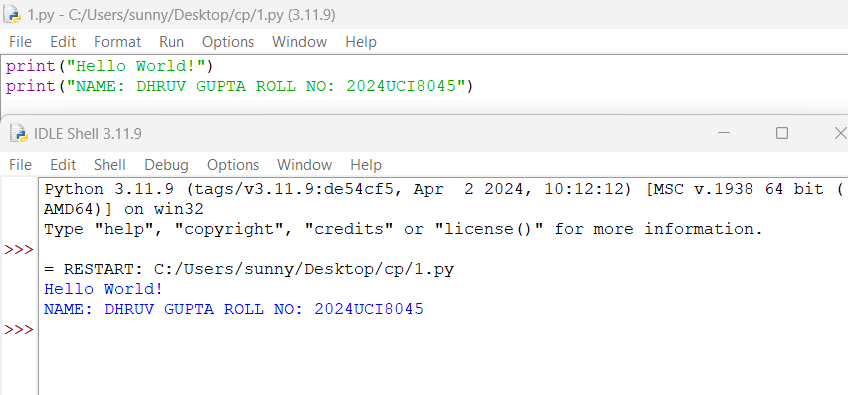 1.py - C:/Users/sunny/Desktop/cp/1.py (3.11.9)
File Edit Format Run Options Window Help
print("Hello World!")
print("NAME: DHRUV GUPTA ROLL NO: 2024UCI8045")
IDLE Shell 3.11.9
File Edit Shell Debug Options Window Help
Python 3.11.9 (tags/v3.11.9:de54cf5, Apr  2 2024, 10:12:12) [MSC v.1938 64 bit (
AMD64)] on win32
Type "help", "copyright", "credits" or "license()" for more information.
>>>
= RESTART: C:/Users/sunny/Desktop/cp/1.py
Hello World!
NAME: DHRUV GUPTA ROLL NO: 2024UCI8045
>>>